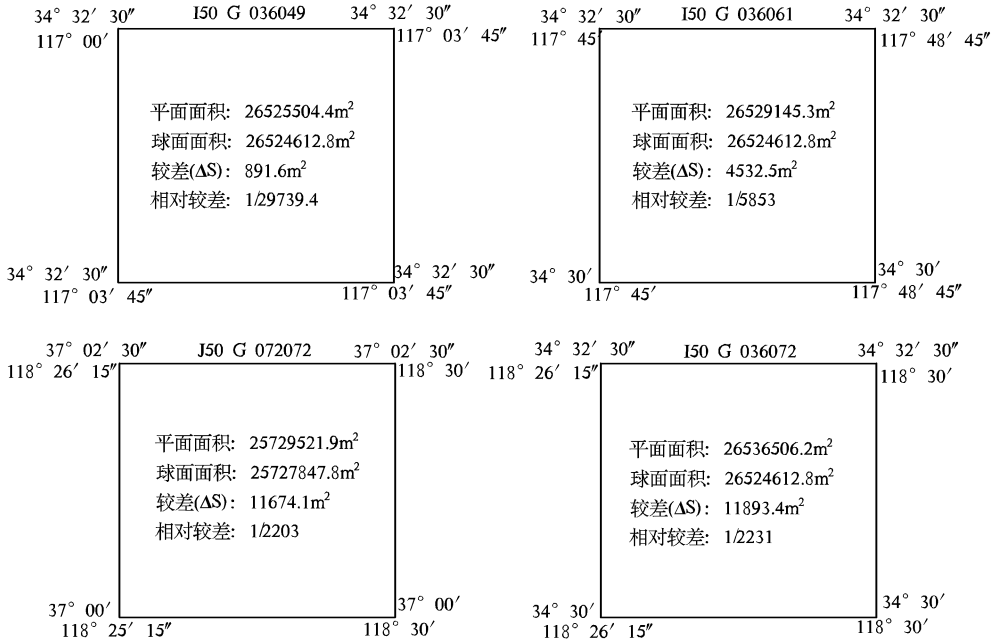 34° 32′ 30″ I50 G 036049 34° 32′ 30″
117° 00′ 117° 03′ 45″
平面面积: 26525504.4m²
球面面积: 26524612.8m²
较差(ΔS): 891.6m²
相对较差: 1/29739.4
34° 32′ 30″ 34° 32′ 30″
117° 03′ 45″ 117° 03′ 45″
34° 32′ 30″ I50 G 036061 34° 32′ 30″
117° 45′ 117° 48′ 45″
平面面积: 26529145.3m²
球面面积: 26524612.8m²
较差(ΔS): 4532.5m²
相对较差: 1/5853
34° 30′ 34° 30′
117° 45′ 117° 48′ 45″
37° 02′ 30″ J50 G 072072 37° 02′ 30″
118° 26′ 15″ 118° 30′
平面面积: 25729521.9m²
球面面积: 25727847.8m²
较差(ΔS): 11674.1m²
相对较差: 1/2203
37° 00′ 37° 00′
118° 25′ 15″ 118° 30′
34° 32′ 30″ I50 G 036072 34° 32′ 30″
118° 26′ 15″ 118° 30′
平面面积: 26536506.2m²
球面面积: 26524612.8m²
较差(ΔS): 11893.4m²
相对较差: 1/2231
34° 30′ 34° 30′
118° 26′ 15″ 118° 30′